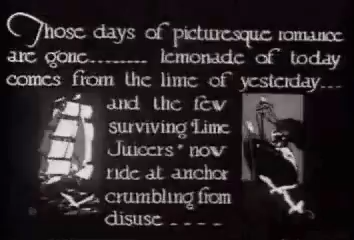 Those days of picturesque romance
are gone........ lemonade of today
comes from the lime of yesterday...
and the few
surviving "Lime
Juicers" now
ride at anchor
crumbling from
disuse....